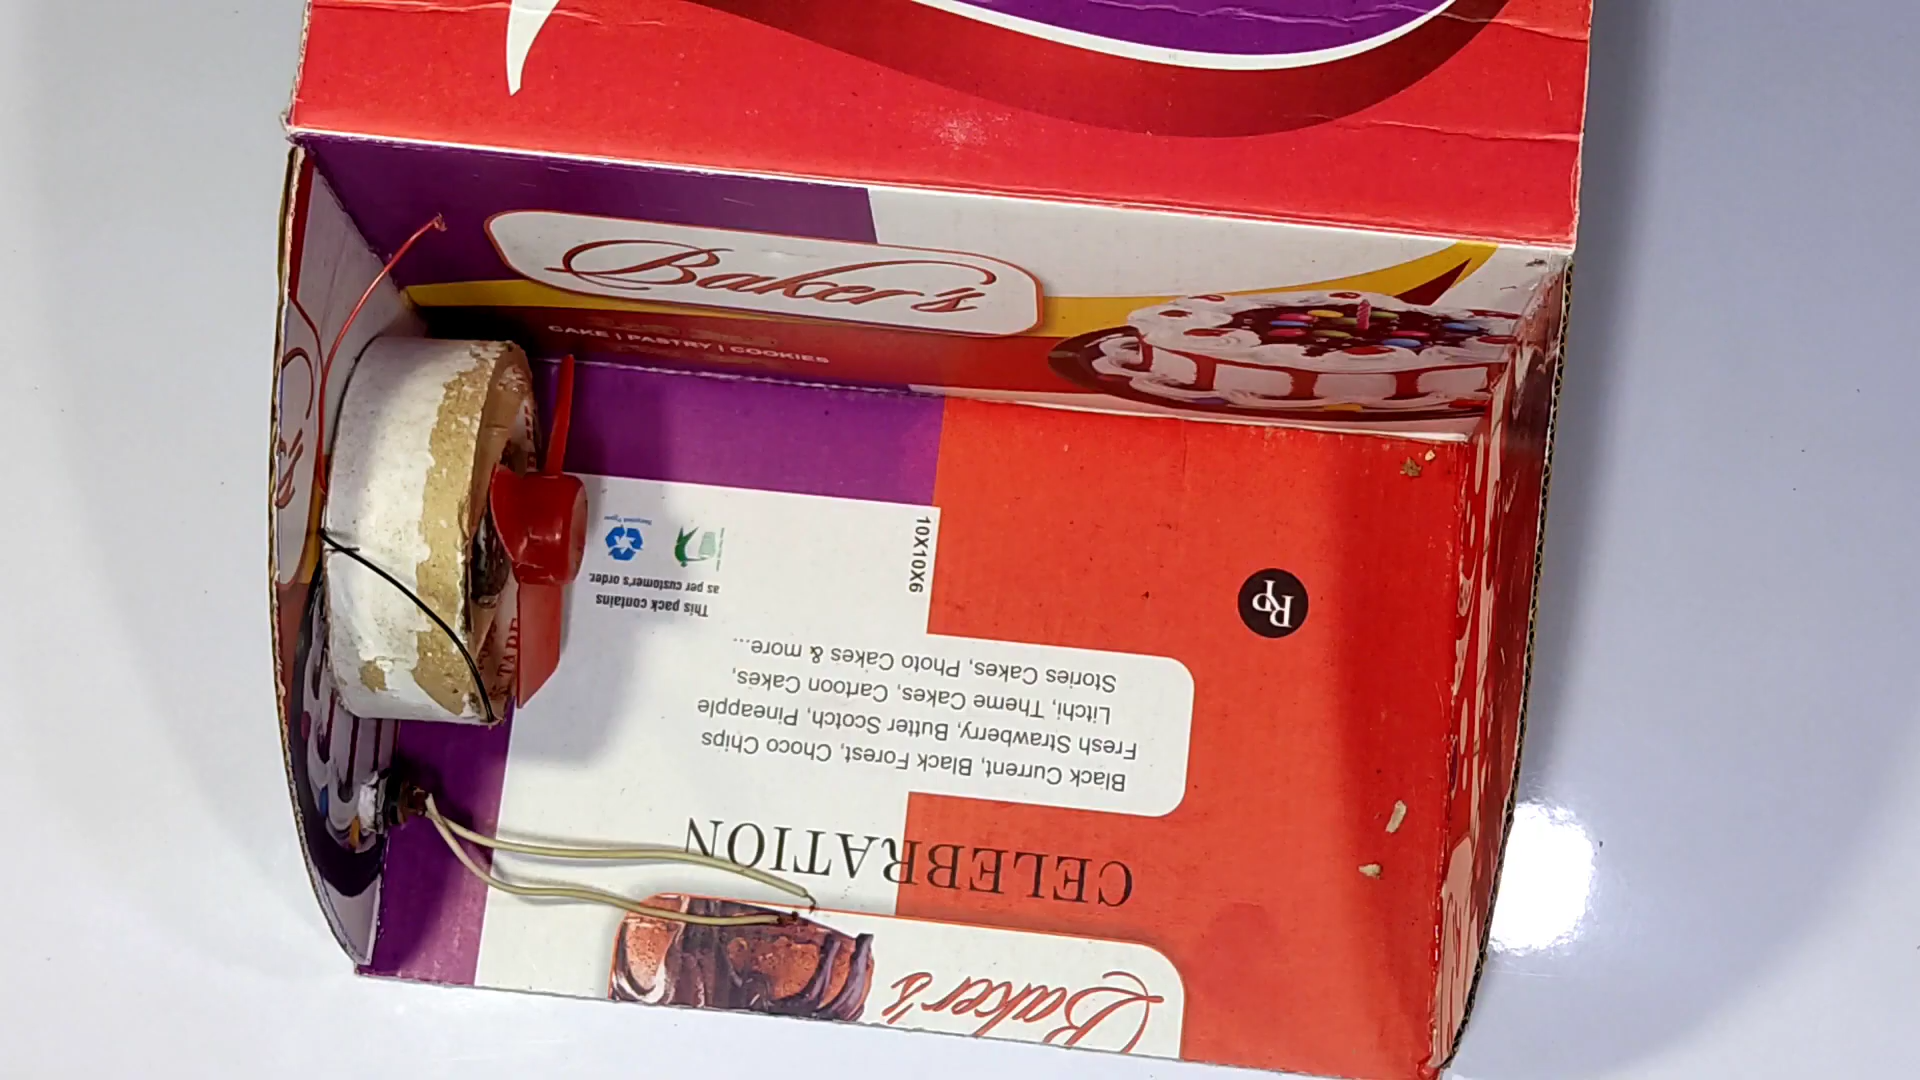 Baker's
CAKE | PASTRY | COOKIES
10X10X6
This pack contains
as per customer's order.
RP
Baker's
CELEBRATION
Black Current, Black Forest, Choco Chips
Fresh Strawberry, Butter Scotch, Pineapple
Litchi, Theme Cakes, Cartoon Cakes,
Stories Cakes, Photo Cakes & more...
TAPE
's